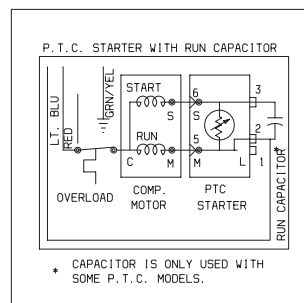 P.T.C. STARTER WITH RUN CAPACITOR
LT. BLU
RED
GRN/YEL
START
RUN
S
C
M
6
S
5
M
3
2
L
1
OVERLOAD
COMP.
MOTOR
PTC
STARTER
RUN CAPACITOR*
* CAPACITOR IS ONLY USED WITH
SOME P.T.C. MODELS.